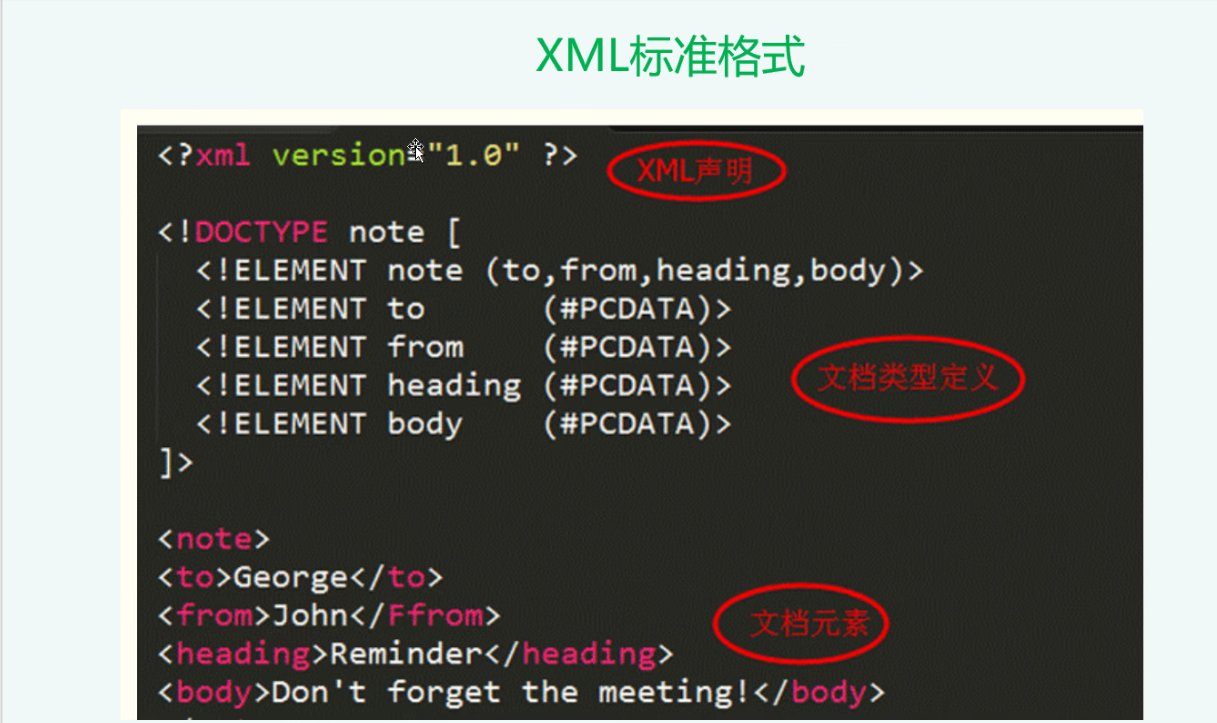 XML标准格式
<?xml version="1.0" ?>
XML声明
<!DOCTYPE note [
<!ELEMENT note (to,from,heading,body)>
<!ELEMENT to (#PCDATA)>
<!ELEMENT from (#PCDATA)>
文档类型定义
<!ELEMENT heading (#PCDATA)>
<!ELEMENT body (#PCDATA)>
]>
<note>
<to>George</to>
<from>John</Ffrom>
文档元素
<heading>Reminder</heading>
<body>Don't forget the meeting!</body>